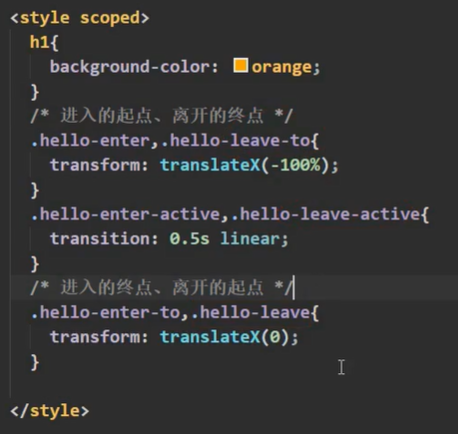 <style scoped>
h1{
background-color: orange;
}
/* 进入的起点、离开的终点 */
.hello-enter,.hello-leave-to{
transform: translateX(-100%);
}
.hello-enter-active,.hello-leave-active{
transition: 0.5s linear;
}
/* 进入的终点、离开的起点 */
.hello-enter-to,.hello-leave{
transform: translateX(0);
}
</style>